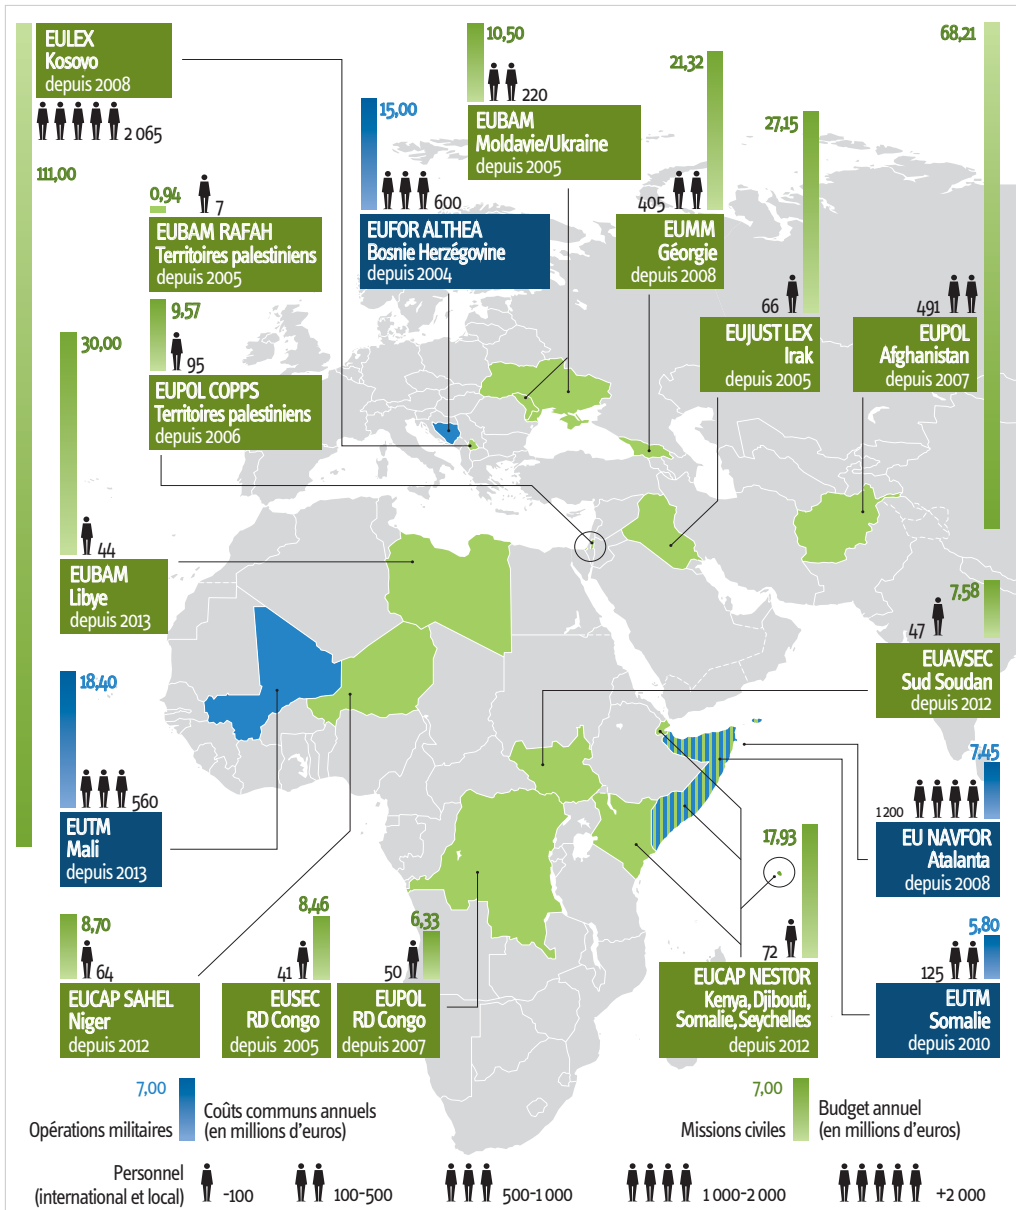 EULEX
Kosovo
depuis 2008
2 065
111,00
10,50
220
EUBAM
Moldavie/Ukraine
depuis 2005
15,00
600
EUFOR ALTHEA
Bosnie Herzégovine
depuis 2004
21,32
405
EUMM
Géorgie
depuis 2008
27,15
66
EUJUST LEX
Irak
depuis 2005
68,21
491
EUPOL
Afghanistan
depuis 2007
0,94
7
EUBAM RAFAH
Territoires palestiniens
depuis 2005
9,57
95
EUPOL COPPS
Territoires palestiniens
depuis 2006
30,00
44
EUBAM
Libye
depuis 2013
7,58
47
EUAVSEC
Sud Soudan
depuis 2012
18,40
560
EUTM
Mali
depuis 2013
7,45
1 200
EU NAVFOR
Atalanta
depuis 2008
8,70
64
EUCAP SAHEL
Niger
depuis 2012
8,46
41
EUSEC
RD Congo
depuis 2005
6,33
50
EUPOL
RD Congo
depuis 2007
17,93
72
EUCAP NESTOR
Kenya, Djibouti,
Somalie, Seychelles
depuis 2012
5,80
125
EUTM
Somalie
depuis 2010
7,00
Opérations militaires
Coûts communs annuels
(en millions d'euros)
7,00
Missions civiles
Budget annuel
(en millions d'euros)
Personnel
(international et local)
-100
100-500
500-1 000
1 000-2 000
+2 000